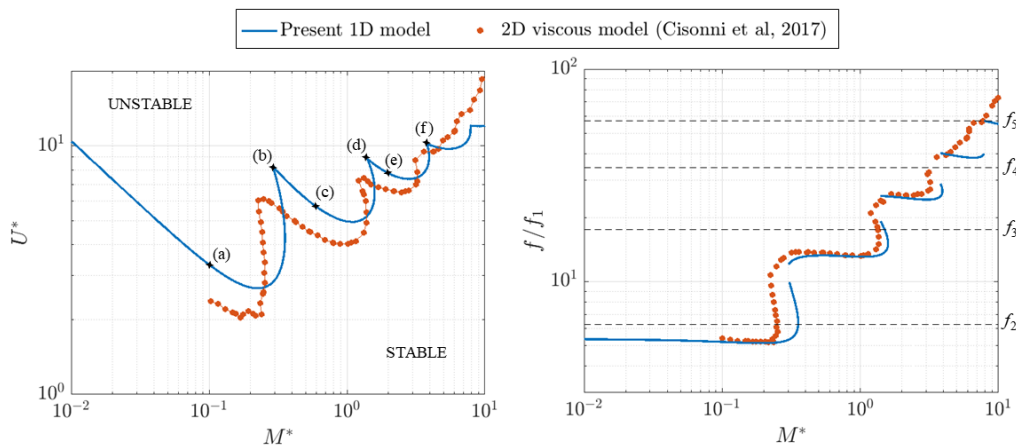 Present 1D model 2D viscous model (Cisonni et al, 2017)
UNSTABLE
STABLE
(a)
(b)
(c)
(d)
(e)
(f)
U*
10¹
10⁰
10⁻² 10⁻¹ 10⁰ 10¹
M*
f/f₁
10²
10¹
f₅
f₄
f₃
f₂
10⁻² 10⁻¹ 10⁰ 10¹
M*